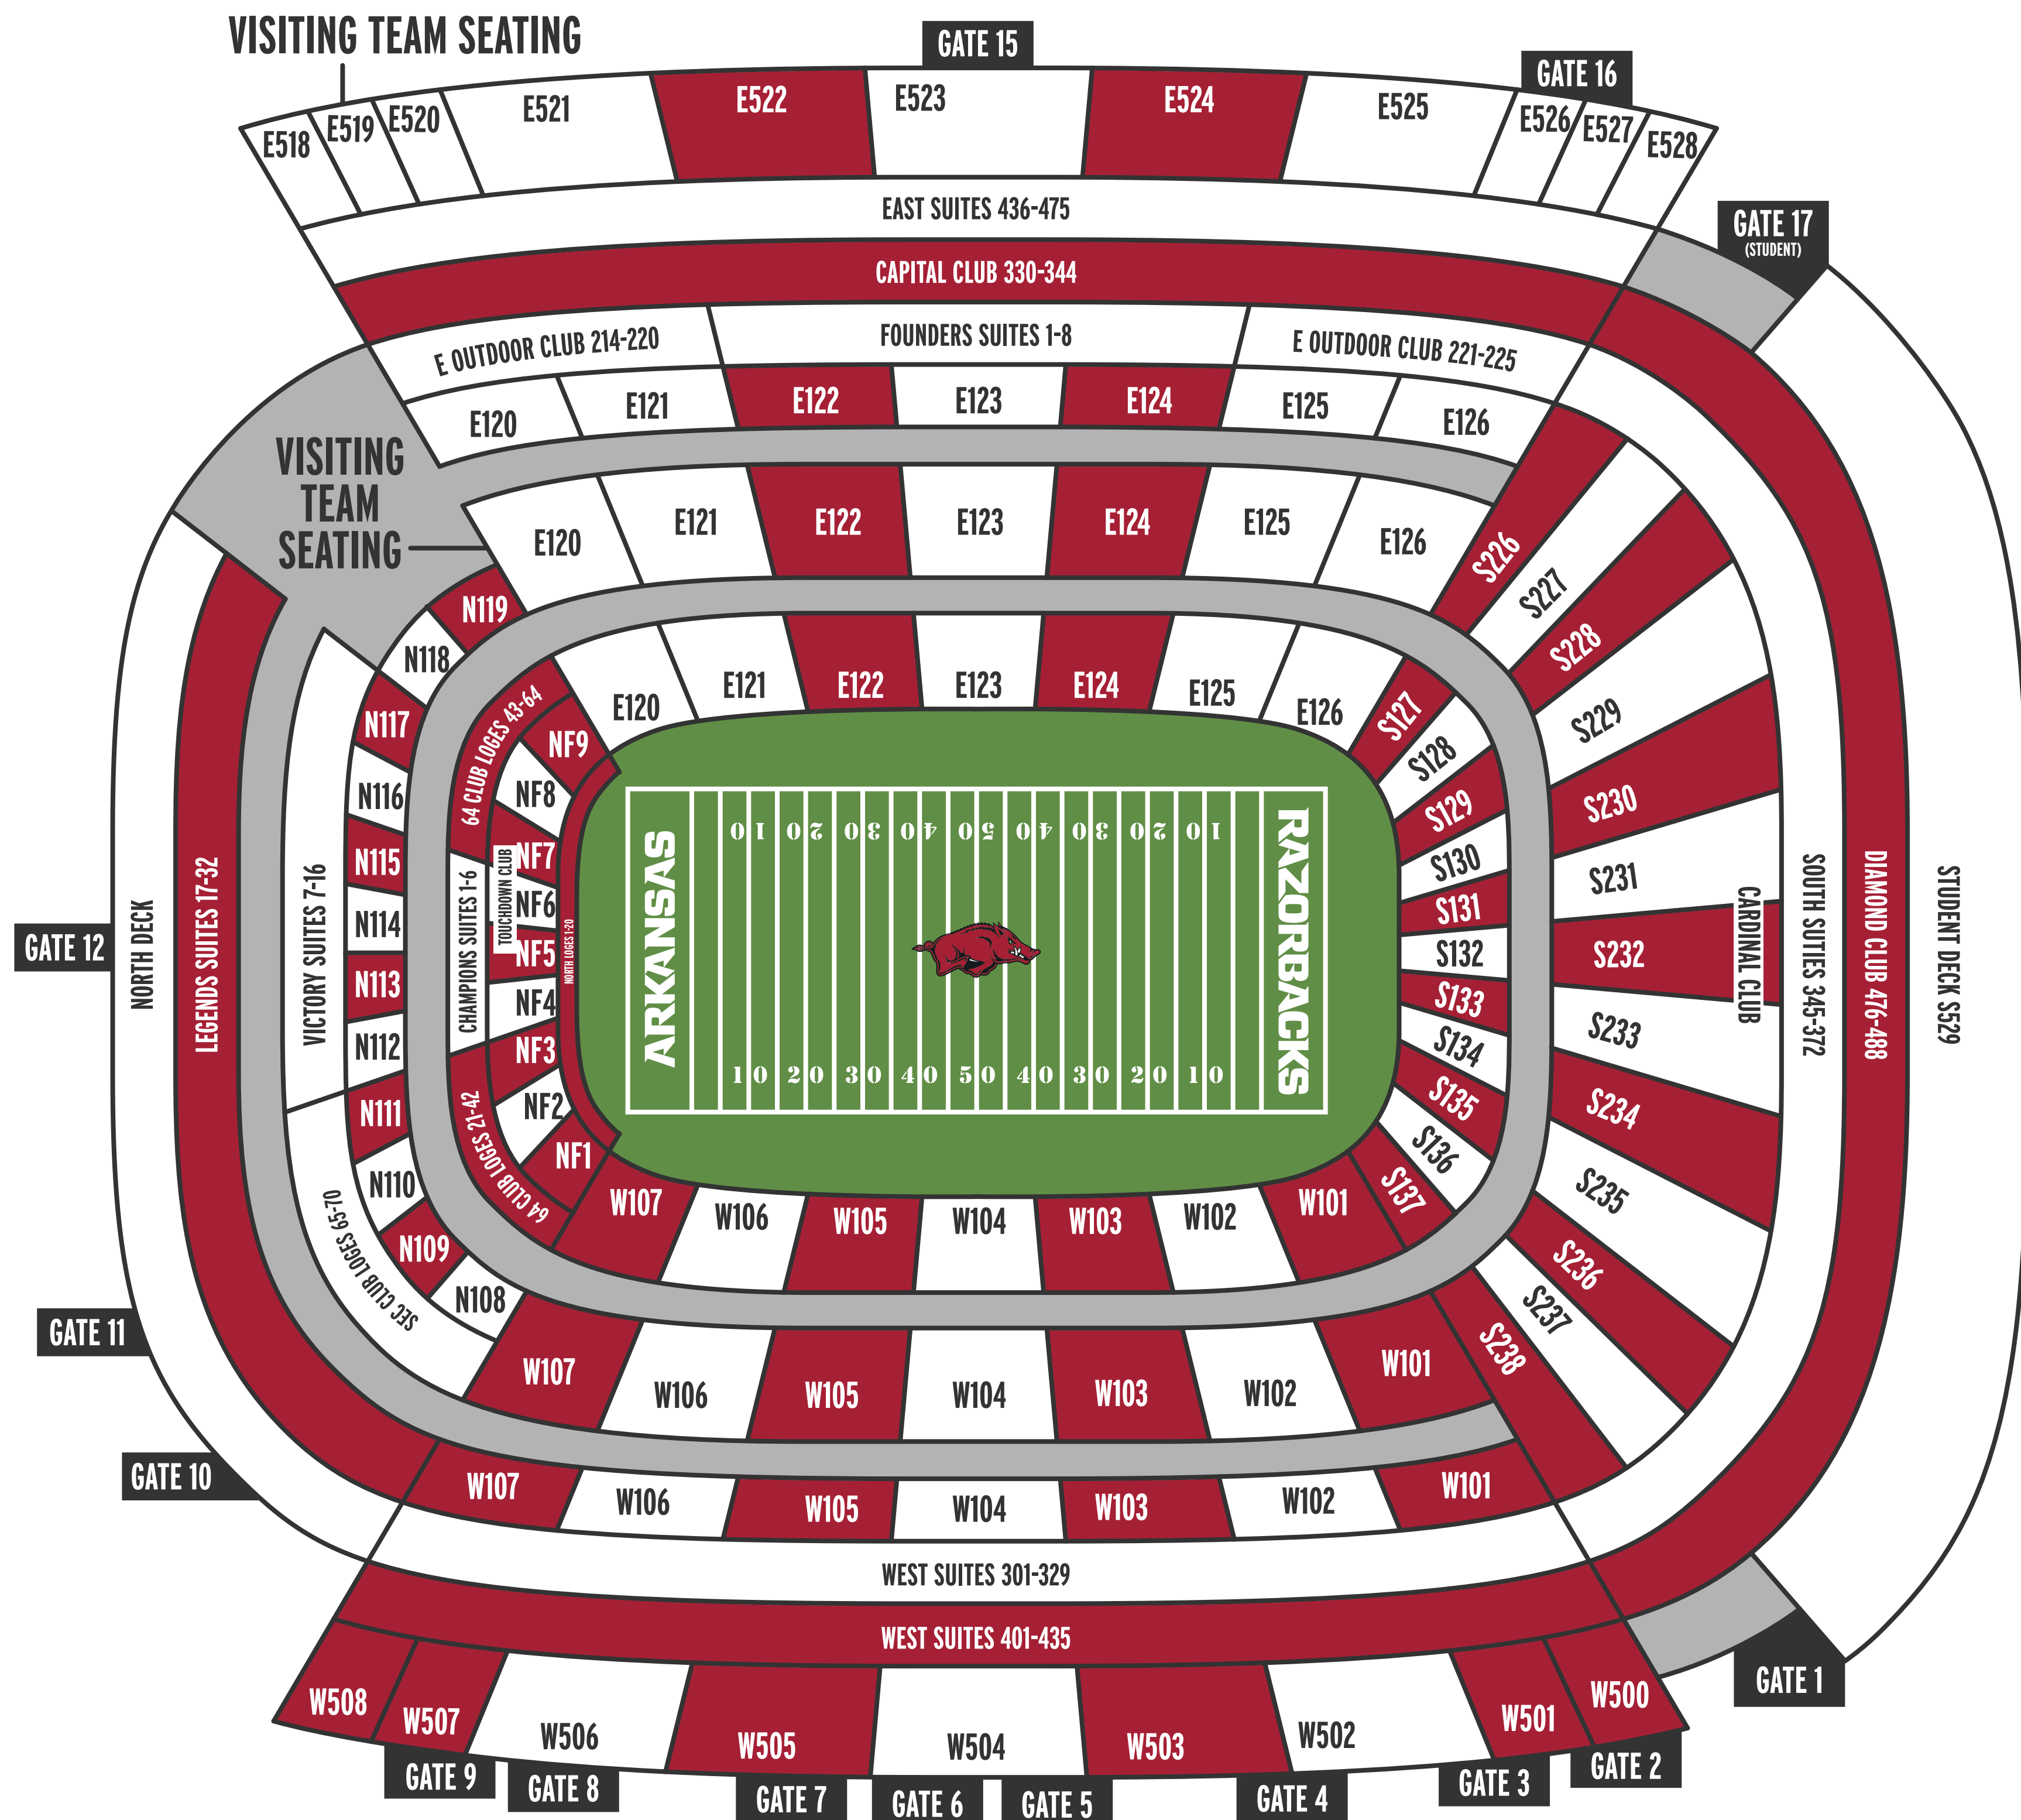 VISITING TEAM SEATING
GATE 15
GATE 16
E518
E519
E520
E521
E522
E523
E524
E525
E526
E527
E528
EAST SUITES 436-475
GATE 17
(STUDENT)
CAPITAL CLUB 330-344
E OUTDOOR CLUB 214-220
FOUNDERS SUITES 1-8
E OUTDOOR CLUB 221-225
E120
E121
E122
E123
E124
E125
E126
VISITING
TEAM
SEATING
E120
E121
E122
E123
E124
E125
E126
E120
E121
E122
E123
E124
E125
E126
N119
N118
N117
N116
N115
N114
N113
N112
N111
N110
N109
N108
64 CLUB LOGES 43-64
NF9
NF8
NF7
NF6
NF5
NF4
NF3
NF2
NF1
TOUCHDOWN CLUB
CHAMPIONS SUITES 1-6
NORTH LOGES 1-20
64 CLUB LOGES 21-42
GATE 12
NORTH DECK
LEGENDS SUITES 17-32
VICTORY SUITES 7-16
SEC CLUB LOGES 65-70
ARKANSAS
10 20 30 40 50 40 30 20 10
10 20 30 40 50 40 30 20 10
RAZORBACKS
S127
S128
S129
S130
S131
S132
S133
S134
S135
S136
S137
S226
S227
S228
S229
S230
S231
S232
S233
S234
S235
S236
S237
S238
CARDINAL CLUB
SOUTH SUTIES 345-372
DIAMOND CLUB 476-488
STUDENT DECK S529
W107
W106
W105
W104
W103
W102
W101
W107
W106
W105
W104
W103
W102
W101
W107
W106
W105
W104
W103
W102
W101
GATE 11
GATE 10
WEST SUITES 301-329
WEST SUITES 401-435
W508
W507
W506
W505
W504
W503
W502
W501
W500
GATE 1
GATE 9
GATE 8
GATE 7
GATE 6
GATE 5
GATE 4
GATE 3
GATE 2